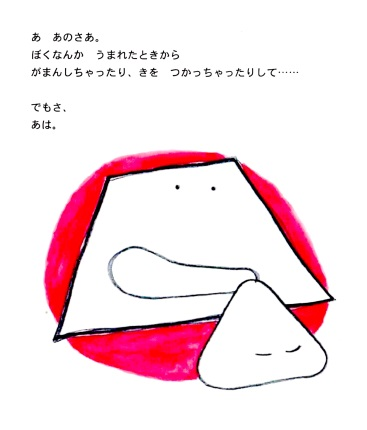 あ　あのさあ。
ぼくなんか　うまれたときから
がまんしちゃったり、きを　つかっちゃったりして……
でもさ、
あは。